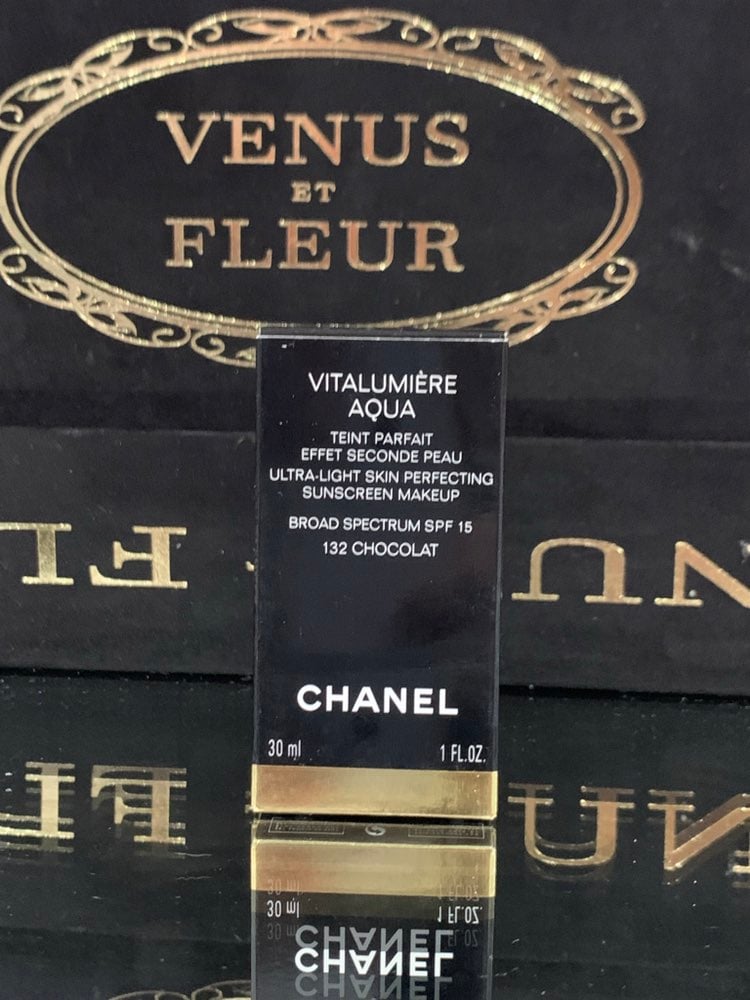 VENUS
ET
FLEUR
VITALUMIÈRE
AQUA
TEINT PARFAIT
EFFET SECONDE PEAU
ULTRA-LIGHT SKIN PERFECTING
SUNSCREEN MAKEUP
BROAD SPECTRUM SPF 15
132 CHOCOLAT
CHANEL
30 ml 1 FL.OZ.